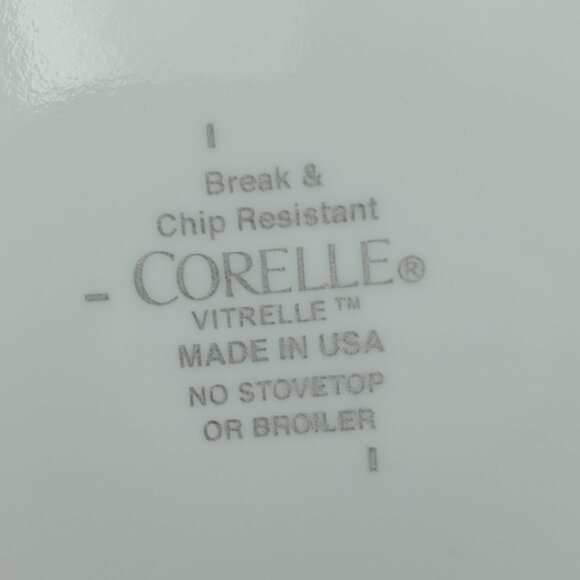 Break &
Chip Resistant
CORELLE®
VITRELLE™
MADE IN USA
NO STOVETOP
OR BROILER